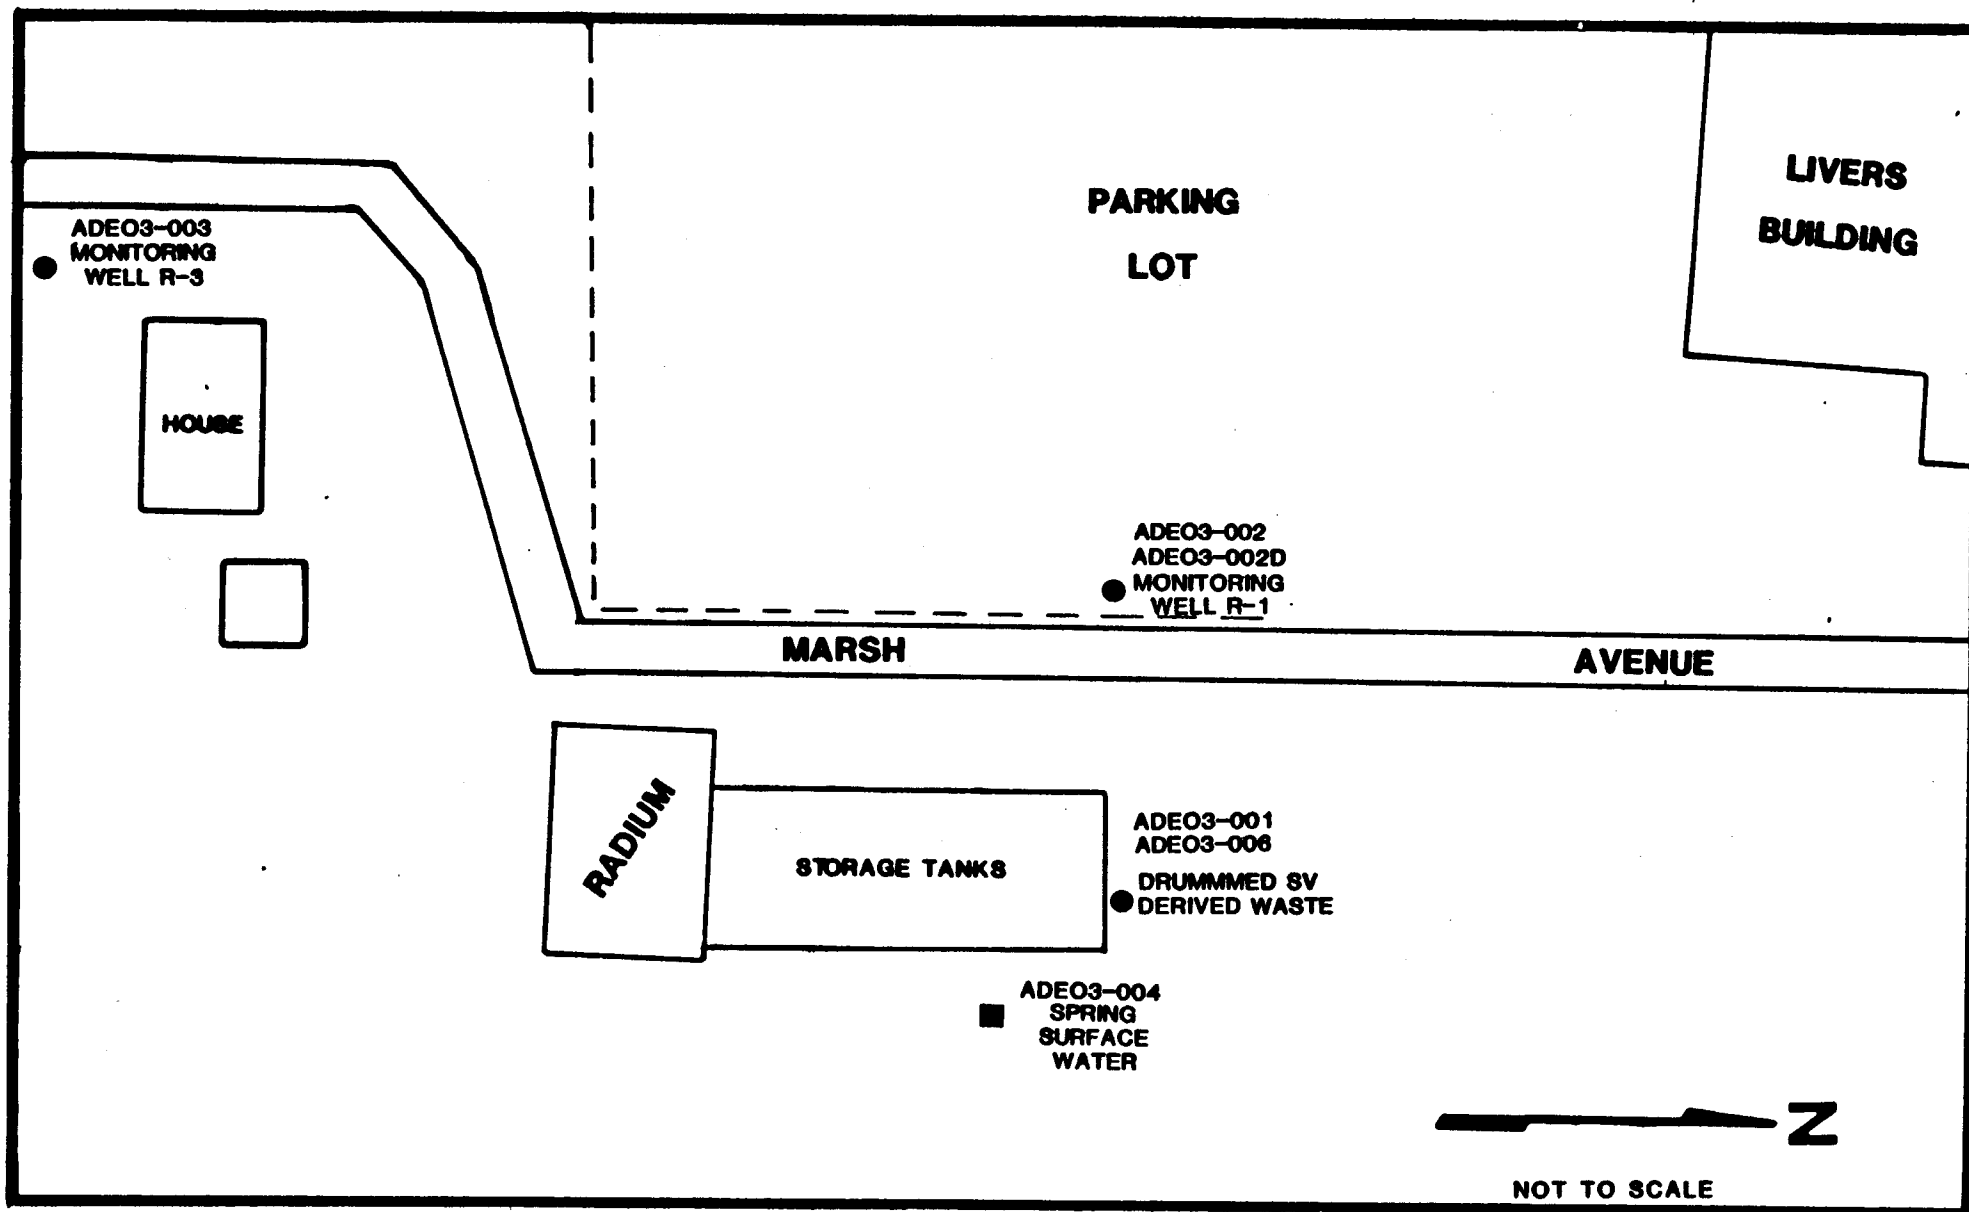 PARKING
LOT
LIVERS
BUILDING
ADEO3-003
MONITORING
WELL R-3
HOUSE
ADEO3-002
ADEO3-002D
MONITORING
WELL R-1
MARSH AVENUE
RADIUM
STORAGE TANKS
ADEO3-001
ADEO3-006
DRUMMMED SV
DERIVED WASTE
ADEO3-004
SPRING
SURFACE
WATER
N
NOT TO SCALE